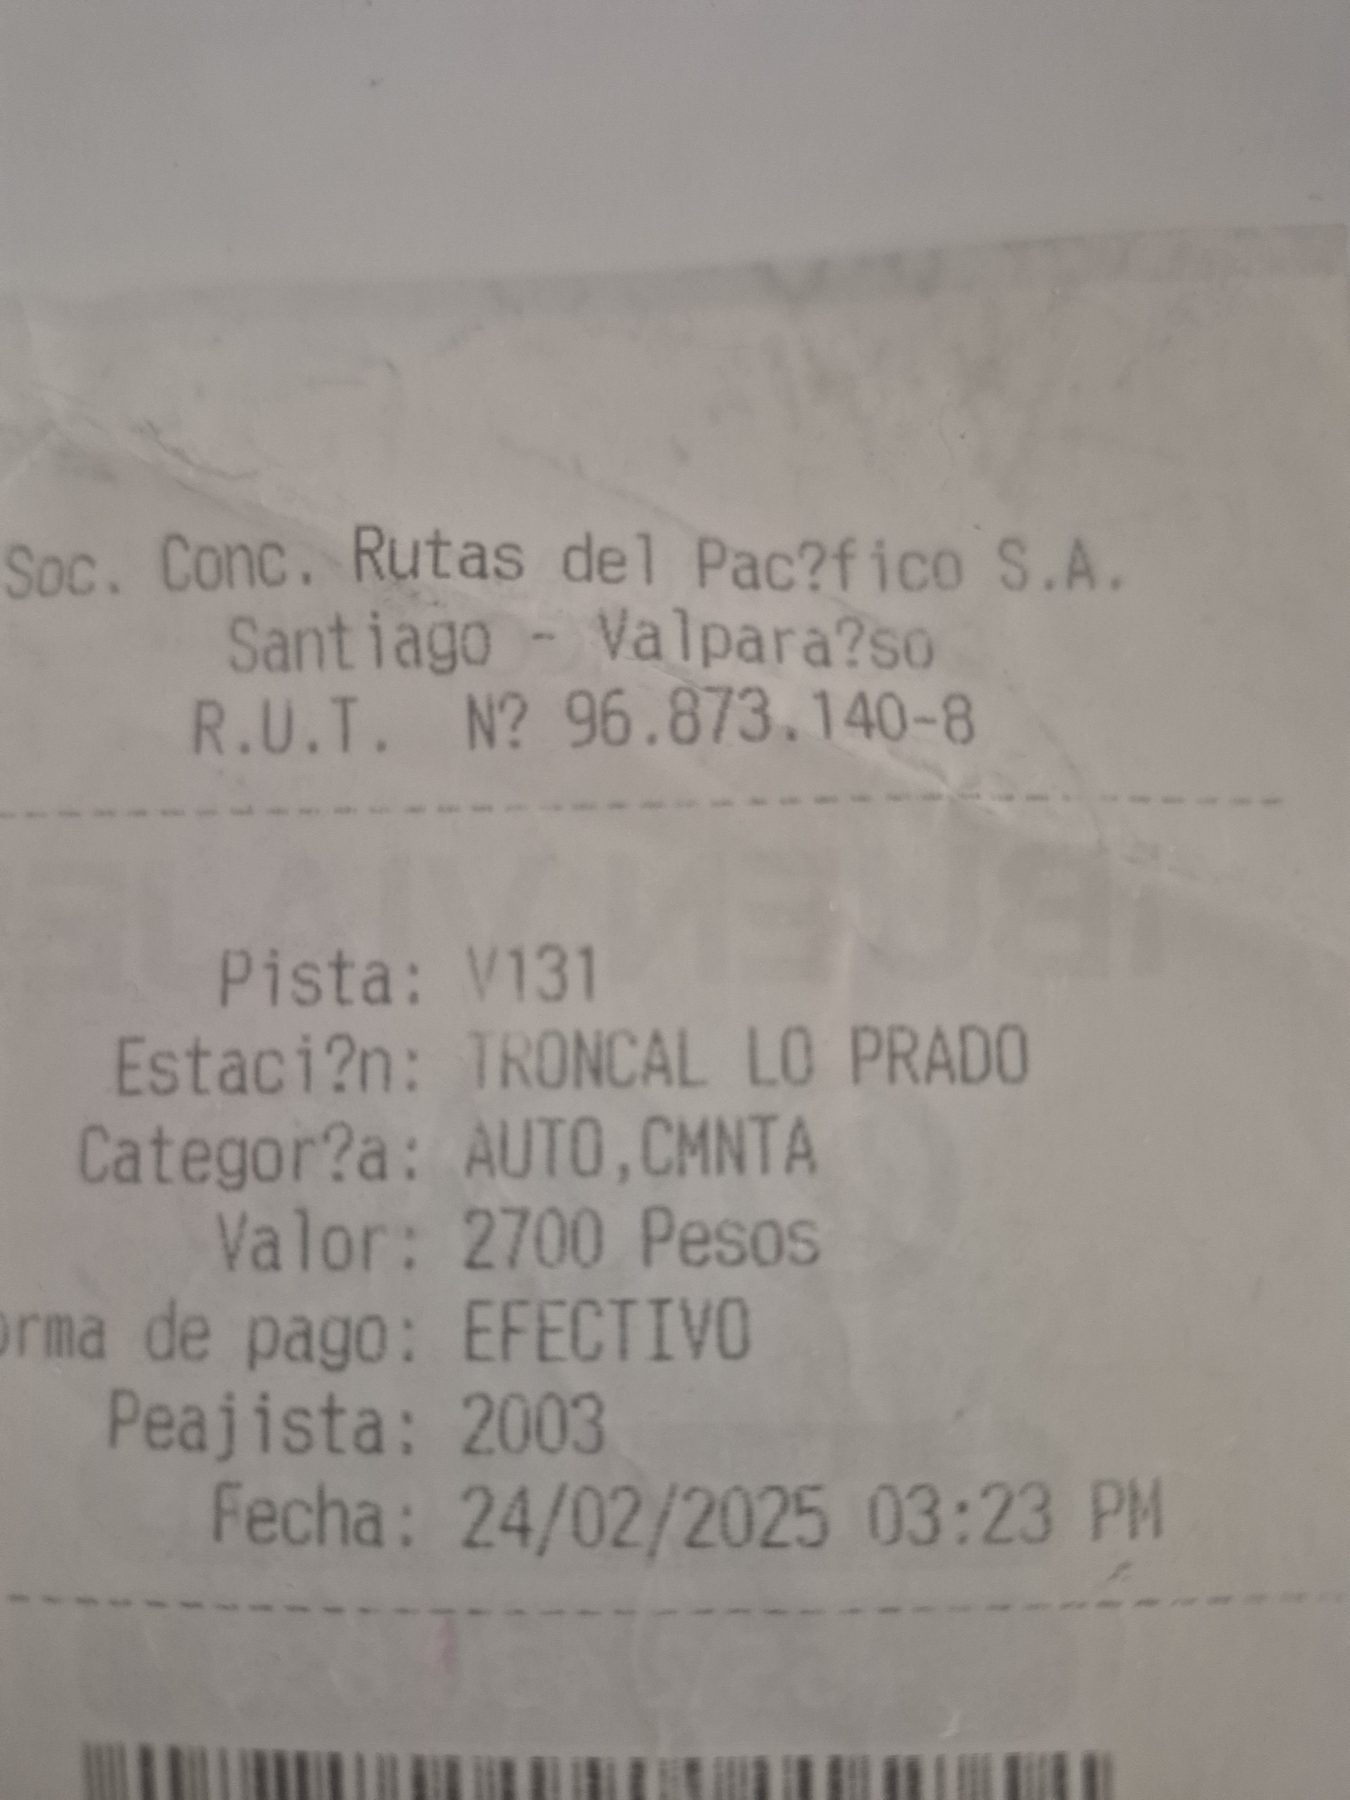 Soc. Conc. Rutas del Pac?fico S.A.
Santiago - Valpara?so
R.U.T. N? 96.873.140-8
Pista: V131
Estaci?n: TRONCAL LO PRADO
Categor?a: AUTO,CMNTA
Valor: 2700 Pesos
orma de pago: EFECTIVO
Peajista: 2003
Fecha: 24/02/2025 03:23 PM